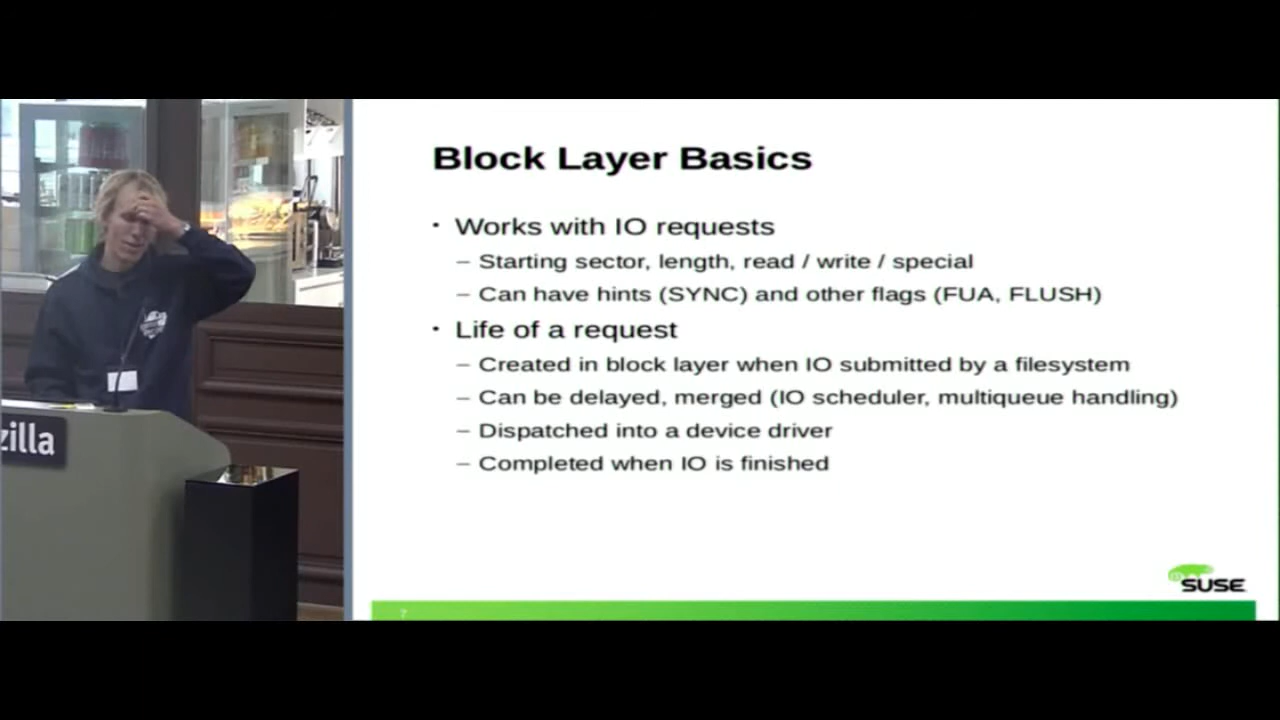 Block Layer Basics
• Works with IO requests
– Starting sector, length, read / write / special
– Can have hints (SYNC) and other flags (FUA, FLUSH)
• Life of a request
– Created in block layer when IO submitted by a filesystem
– Can be delayed, merged (IO scheduler, multiqueue handling)
– Dispatched into a device driver
– Completed when IO is finished
zilla
SUSE
7